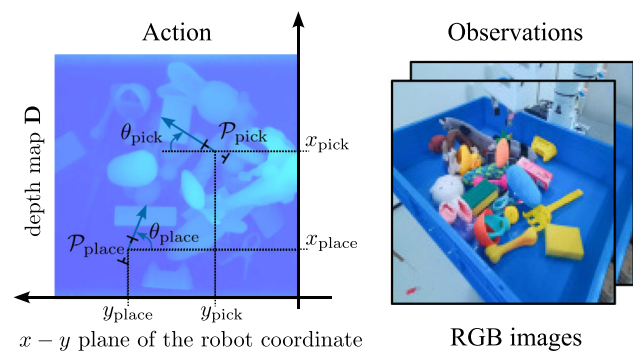 Action
Observations
depth map D
θpick
Ppick
xpick
Pplace
θplace
xplace
yplace
ypick
x − y plane of the robot coordinate
RGB images